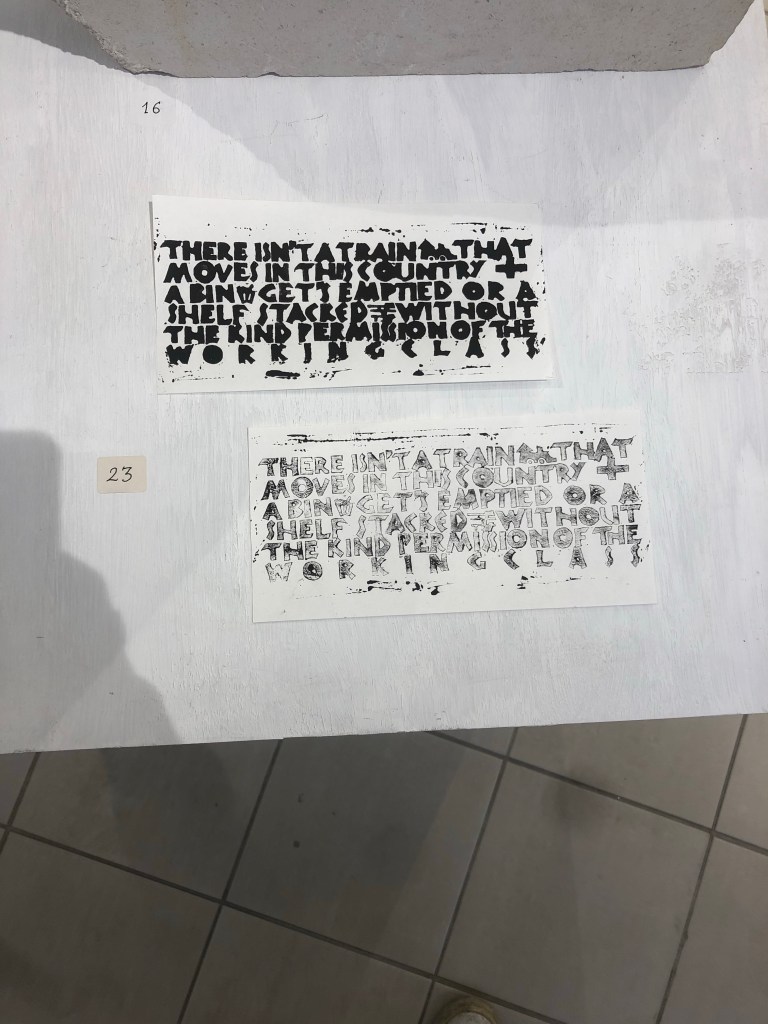 16
THERE ISN'T A TRAIN THAT
MOVES IN THIS COUNTRY
A BIN GETS EMPTIED OR A
SHELF STACKED WITHOUT
THE KIND PERMISSION OF THE
WORKING CLASS
23
THERE ISN'T A TRAIN THAT
MOVES IN THIS COUNTRY
A BIN GETS EMPTIED OR A
SHELF STACKED WITHOUT
THE KIND PERMISSION OF THE
WORKING CLASS